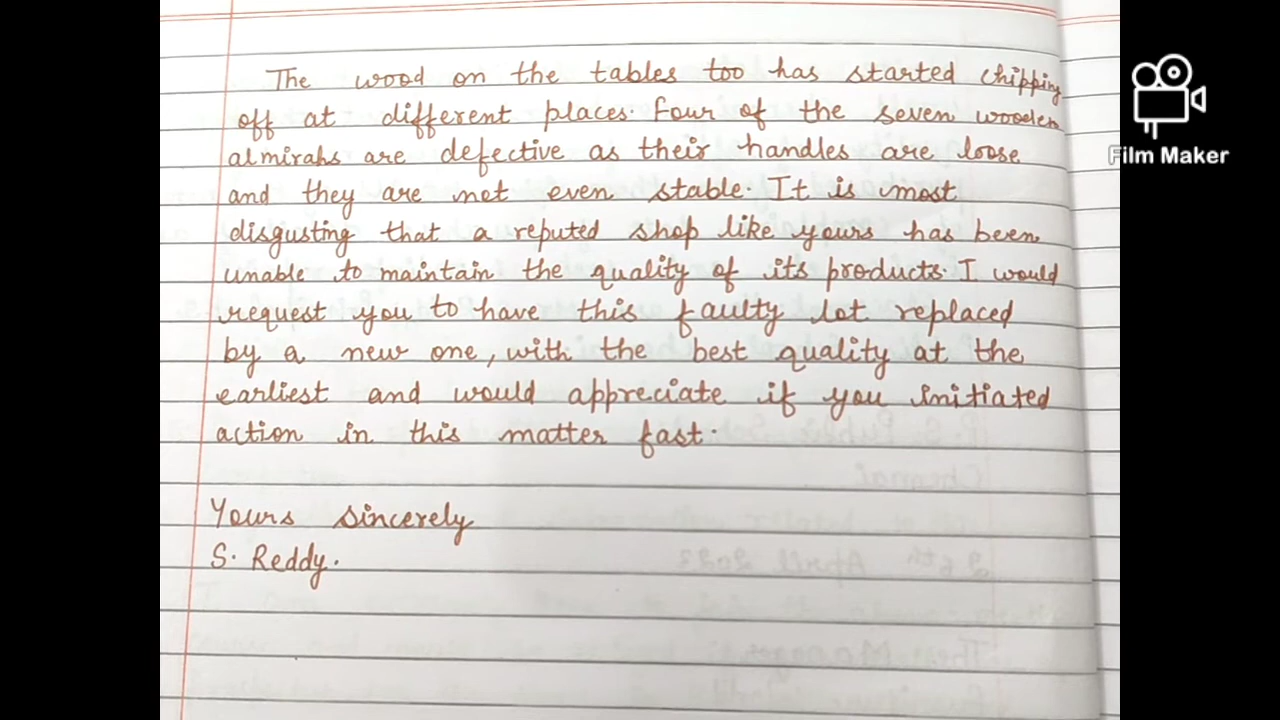 The wood on the tables too has started chipping
off at different places. Four of the seven wooden
almirahs are defective as their handles are loose
and they are not even stable. It is most
disgusting that a reputed shop like yours has been
unable to maintain the quality of its products. I would
request you to have this faulty lot replaced
by a new one, with the best quality at the
earliest and would appreciate if you initiated
action in this matter fast.
Yours sincerely
S. Reddy.
Film Maker